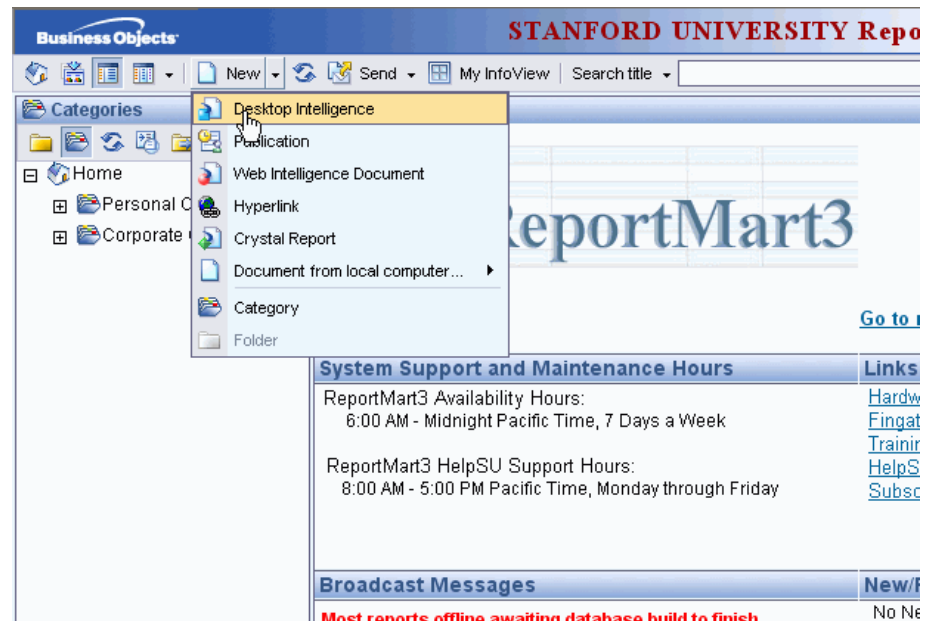 Business Objects
STANFORD UNIVERSITY Repo
New
Send
My InfoView
Search title
Categories
Desktop Intelligence
Publication
Web Intelligence Document
Hyperlink
Crystal Report
Document from local computer...
Category
Folder
Home
Personal C
Corporate
ReportMart3
Go to
System Support and Maintenance Hours
ReportMart3 Availability Hours:
6:00 AM - Midnight Pacific Time, 7 Days a Week
ReportMart3 HelpSU Support Hours:
8:00 AM - 5:00 PM Pacific Time, Monday through Friday
Links
Hardw
Fingat
Trainin
HelpS
Subsc
Broadcast Messages
Most reports offline awaiting database build to finish
New/
No Ne